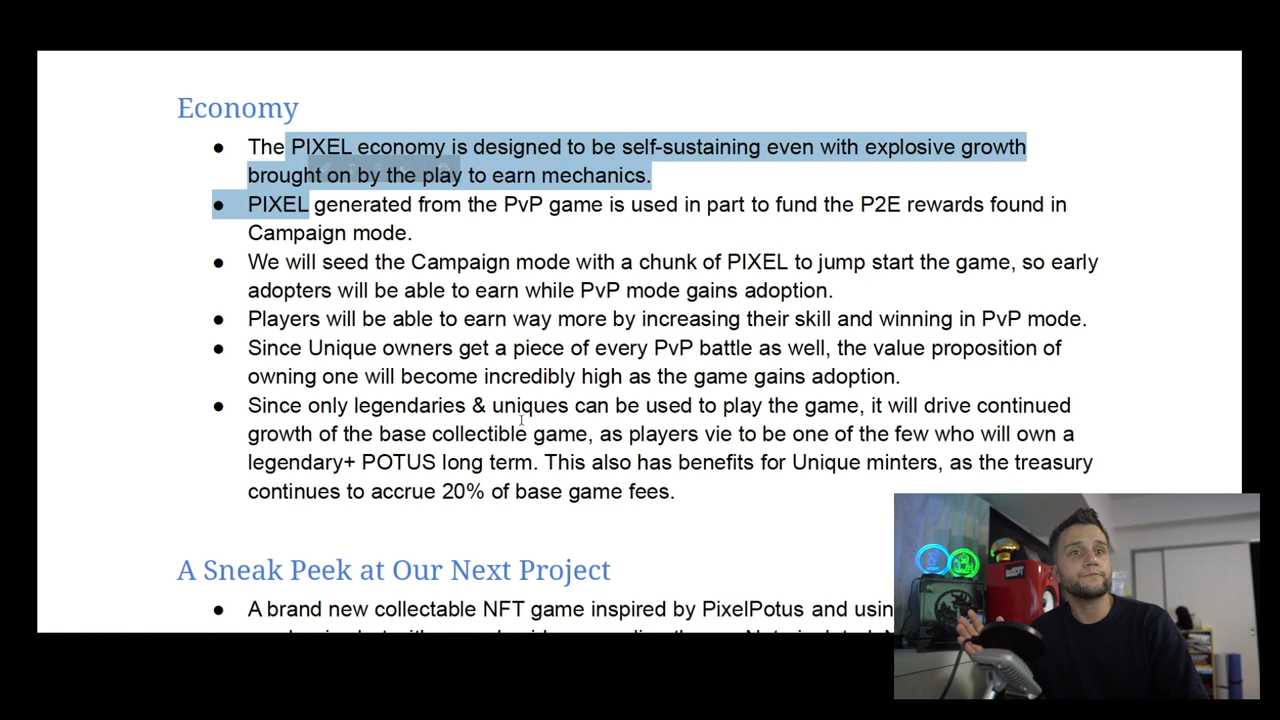 Economy
● The PIXEL economy is designed to be self-sustaining even with explosive growth
brought on by the play to earn mechanics.
● PIXEL generated from the PvP game is used in part to fund the P2E rewards found in
Campaign mode.
● We will seed the Campaign mode with a chunk of PIXEL to jump start the game, so early
adopters will be able to earn while PvP mode gains adoption.
● Players will be able to earn way more by increasing their skill and winning in PvP mode.
● Since Unique owners get a piece of every PvP battle as well, the value proposition of
owning one will become incredibly high as the game gains adoption.
● Since only legendaries & uniques can be used to play the game, it will drive continued
growth of the base collectible game, as players vie to be one of the few who will own a
legendary+ POTUS long term. This also has benefits for Unique minters, as the treasury
continues to accrue 20% of base game fees.
A Sneak Peek at Our Next Project
● A brand new collectable NFT game inspired by PixelPotus and